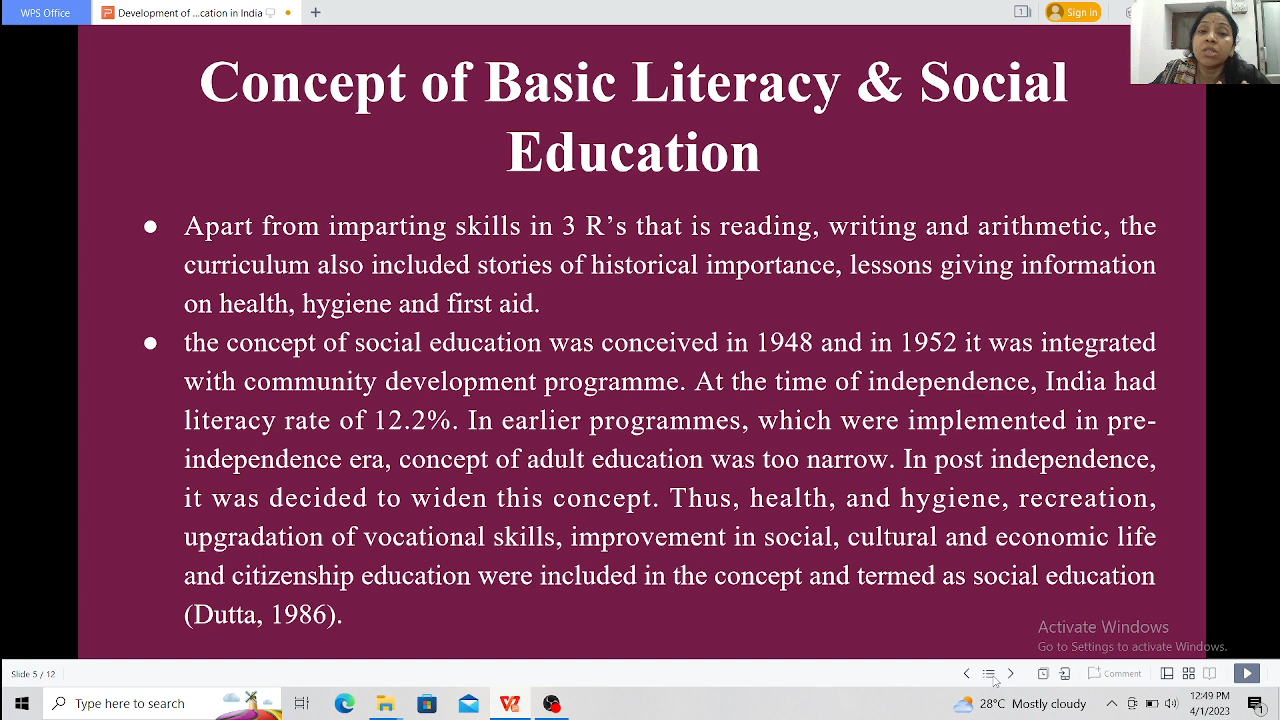 WPS Office
Development of ...cation in India
1
Sign in
Concept of Basic Literacy & Social
Education
● Apart from imparting skills in 3 R’s that is reading, writing and arithmetic, the
curriculum also included stories of historical importance, lessons giving information
on health, hygiene and first aid.
● the concept of social education was conceived in 1948 and in 1952 it was integrated
with community development programme. At the time of independence, India had
literacy rate of 12.2%. In earlier programmes, which were implemented in pre-
independence era, concept of adult education was too narrow. In post independence,
it was decided to widen this concept. Thus, health, and hygiene, recreation,
upgradation of vocational skills, improvement in social, cultural and economic life
and citizenship education were included in the concept and termed as social education
(Dutta, 1986).
Activate Windows
Go to Settings to activate Windows.
Slide 5 / 12
Comment
Type here to search
28°C Mostly cloudy
12:49 PM
4/1/2023
1